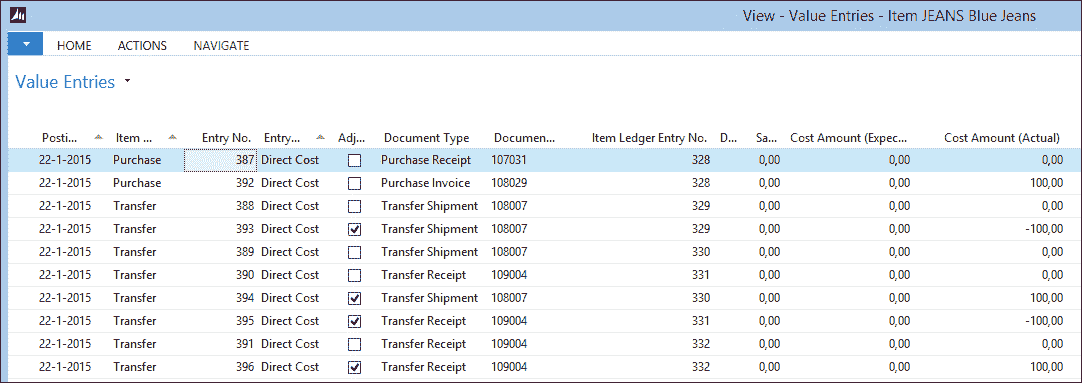 View - Value Entries - Item JEANS Blue Jeans
HOME ACTIONS NAVIGATE
Value Entries
Posti... Item ... Entry No. Entry... Adj... Document Type Documen... Item Ledger Entry No. D... Sa... Cost Amount (Expec... Cost Amount (Actual)
22-1-2015 Purchase 387 Direct Cost Purchase Receipt 107031 328 0,00 0,00 0,00
22-1-2015 Purchase 392 Direct Cost Purchase Invoice 108029 328 0,00 0,00 100,00
22-1-2015 Transfer 388 Direct Cost Transfer Shipment 108007 329 0,00 0,00 0,00
22-1-2015 Transfer 393 Direct Cost Transfer Shipment 108007 329 0,00 0,00 -100,00
22-1-2015 Transfer 389 Direct Cost Transfer Shipment 108007 330 0,00 0,00 0,00
22-1-2015 Transfer 390 Direct Cost Transfer Receipt 109004 331 0,00 0,00 0,00
22-1-2015 Transfer 394 Direct Cost Transfer Shipment 108007 330 0,00 0,00 100,00
22-1-2015 Transfer 395 Direct Cost Transfer Receipt 109004 331 0,00 0,00 -100,00
22-1-2015 Transfer 391 Direct Cost Transfer Receipt 109004 332 0,00 0,00 0,00
22-1-2015 Transfer 396 Direct Cost Transfer Receipt 109004 332 0,00 0,00 100,00